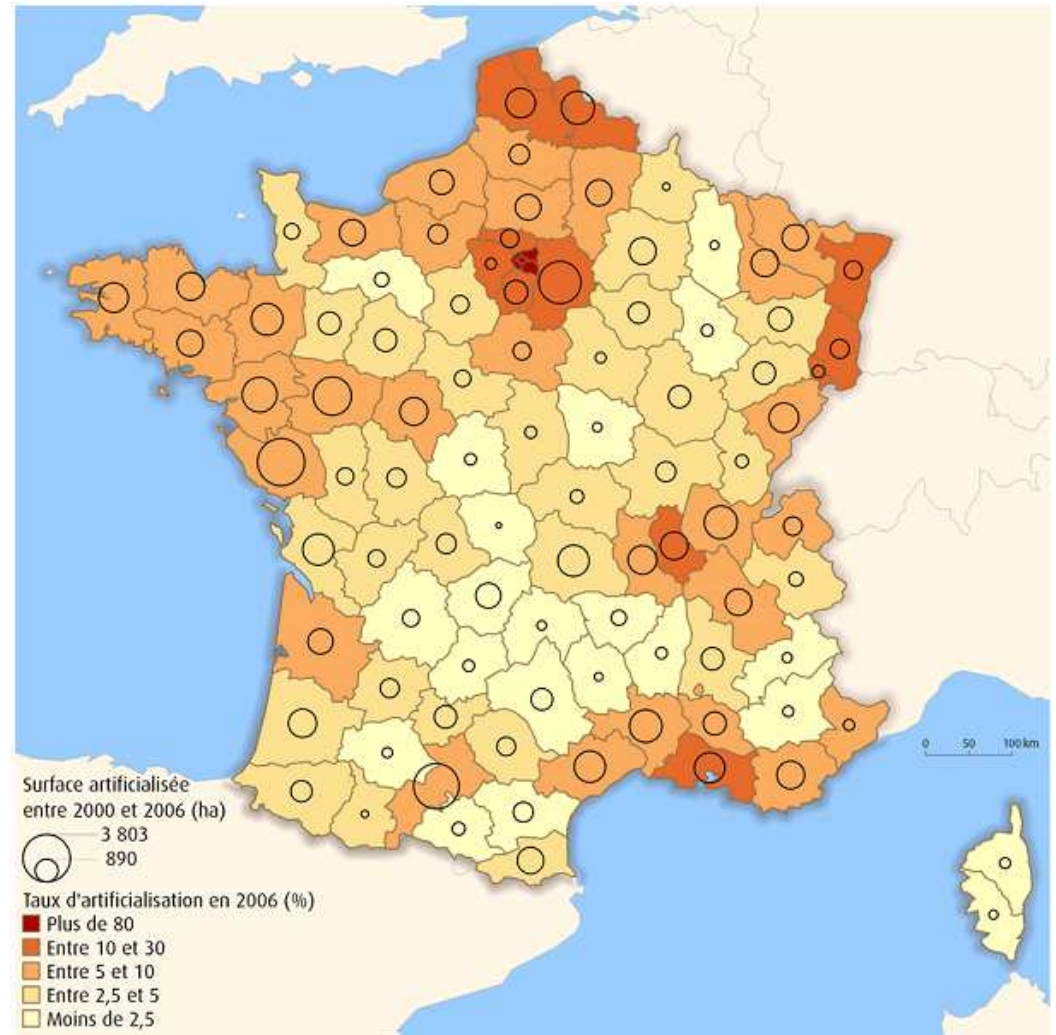 0 50 100 km
Surface artificialisée
entre 2000 et 2006 (ha)
3 803
890
Taux d'artificialisation en 2006 (%)
Plus de 80
Entre 10 et 30
Entre 5 et 10
Entre 2,5 et 5
Moins de 2,5